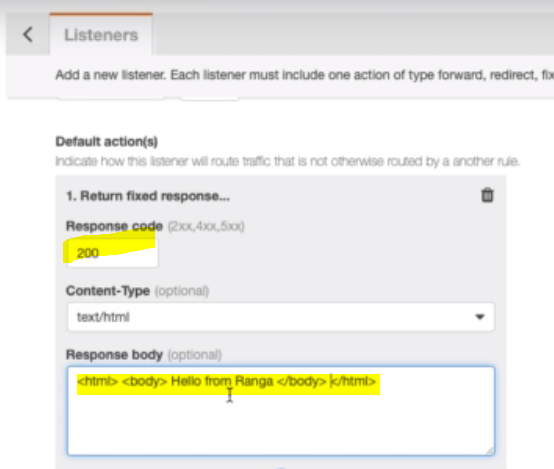 Listeners
Add a new listener. Each listener must include one action of type forward, redirect,
Default action(s)
Indicate how this listener will route traffic that is not otherwise routed by a another rule.
1. Return fixed response...
Response code (2xx,4xx,5xx)
200
Content-Type (optional)
text/html
Response body (optional)
<html> <body> Hello from Ranga </body> </html>